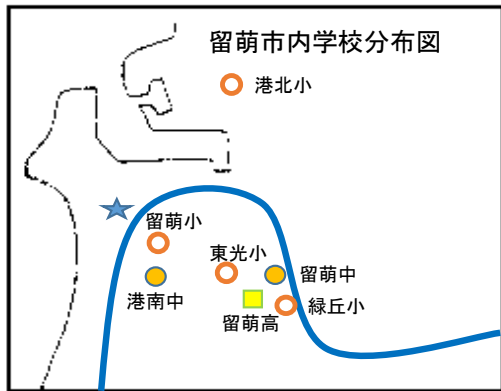 留萌市内学校分布図
港北小
留萌小
東光小
留萌中
港南中
留萌高
緑丘小